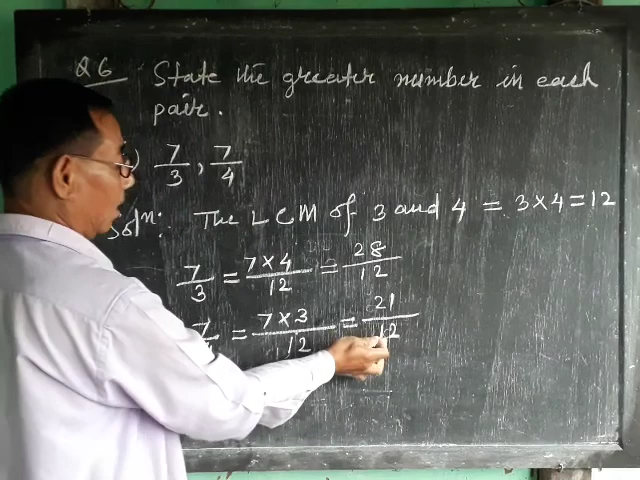 Q6 State the greater number in each
pair.
) 7/3, 7/4
Solⁿ: The LCM of 3 and 4 = 3×4=12
7/3 = 7×4/12 = 28/12
7/ = 7×3/12 = 21/12